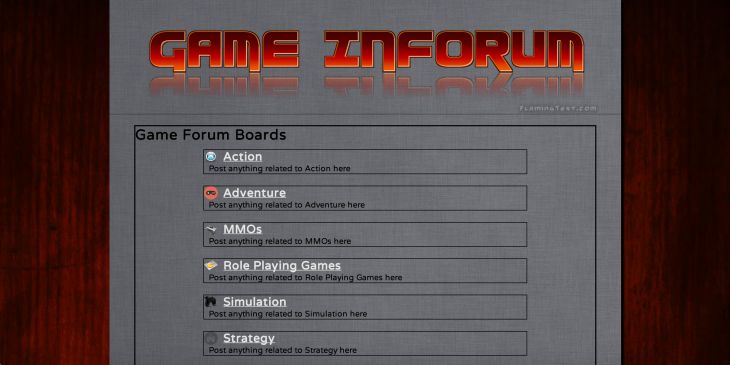 GAME INFORUM
FlamingText.com
Game Forum Boards
Action
Post anything related to Action here
Adventure
Post anything related to Adventure here
MMOs
Post anything related to MMOs here
Role Playing Games
Post anything related to Role Playing Games here
Simulation
Post anything related to Simulation here
Strategy
Post anything related to Strategy here